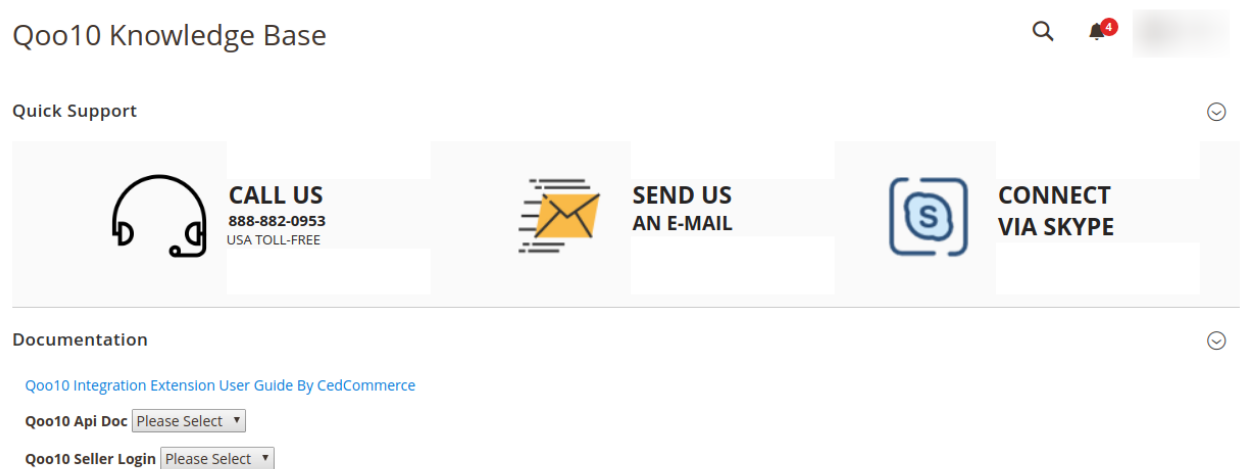 Qoo10 Knowledge Base
4
Quick Support
CALL US
888-882-0953
USA TOLL-FREE
SEND US
AN E-MAIL
S
CONNECT
VIA SKYPE
Documentation
Qoo10 Integration Extension User Guide By CedCommerce
Qoo10 Api Doc Please Select
Qoo10 Seller Login Please Select